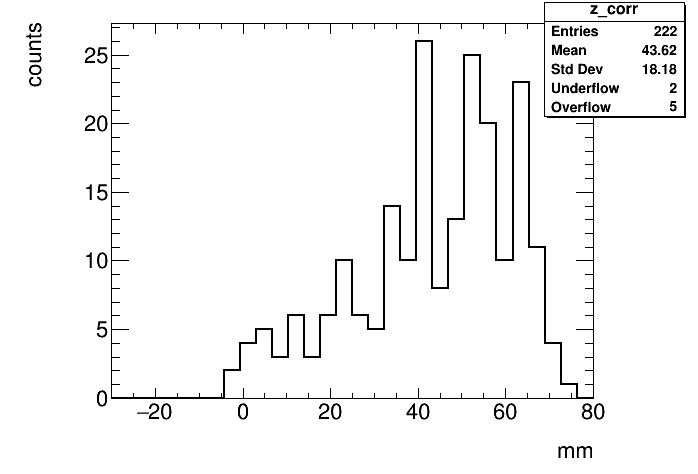 z_corr
Entries 222
Mean 43.62
Std Dev 18.18
Underflow 2
Overflow 5
counts
25
20
15
10
5
0
−20 0 20 40 60 80
mm